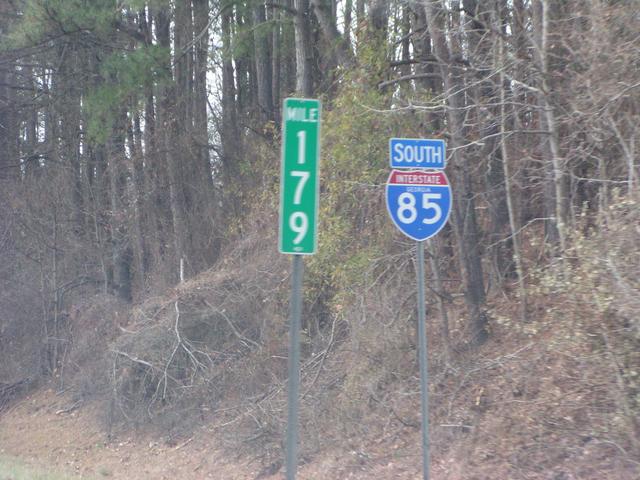 MILE
1
7
9
SOUTH
INTERSTATE
GEORGIA
85